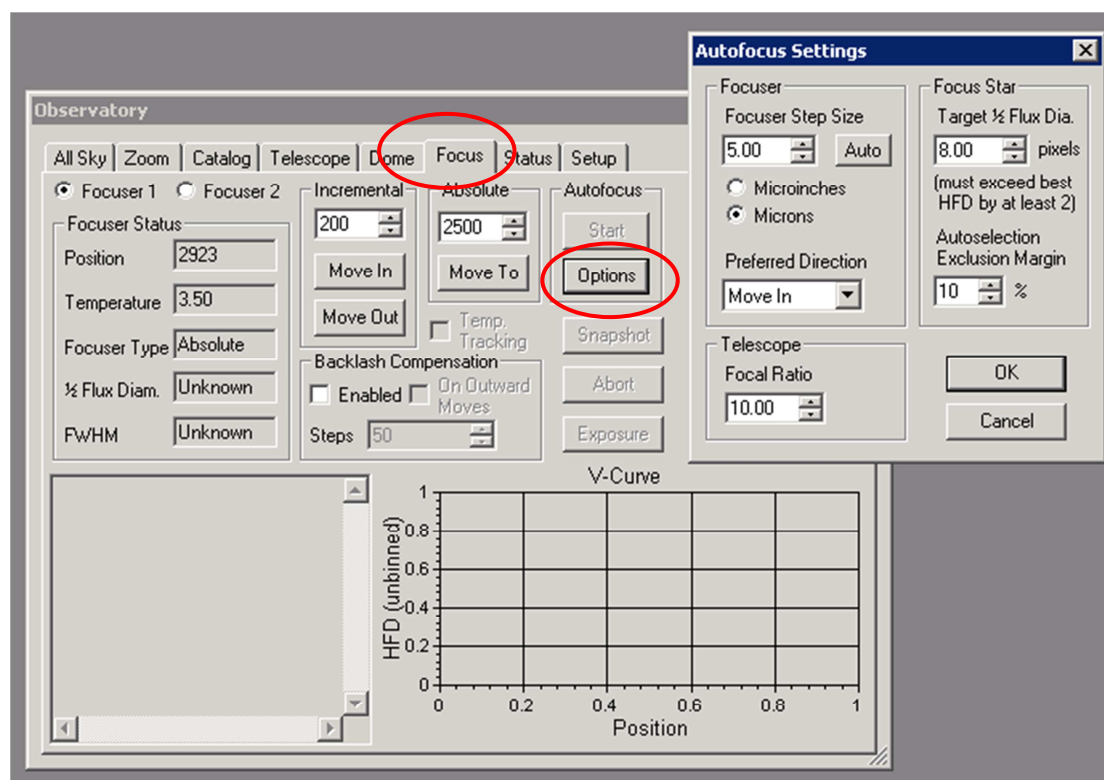 Observatory
All Sky Zoom Catalog Telescope Dome Focus Status Setup
Focuser 1 Focuser 2
Focuser Status
Position 2923
Temperature 3.50
Focuser Type Absolute
½ Flux Diam. Unknown
FWHM Unknown
Incremental
200
Move In
Move Out
Absolute
2500
Move To
Temp.
Tracking
Backlash Compensation
Enabled On Outward
Moves
Steps 50
Autofocus
Start
Options
Snapshot
Abort
Exposure
V-Curve
HFD (unbinned)
1
0.8
0.6
0.4
0.2
0
0 0.2 0.4 0.6 0.8 1
Position
Autofocus Settings
Focuser
Focuser Step Size
5.00 Auto
Microinches
Microns
Preferred Direction
Move In
Telescope
Focal Ratio
10.00
Focus Star
Target ½ Flux Dia.
8.00 pixels
(must exceed best
HFD by at least 2)
Autoselection
Exclusion Margin
10 %
OK
Cancel